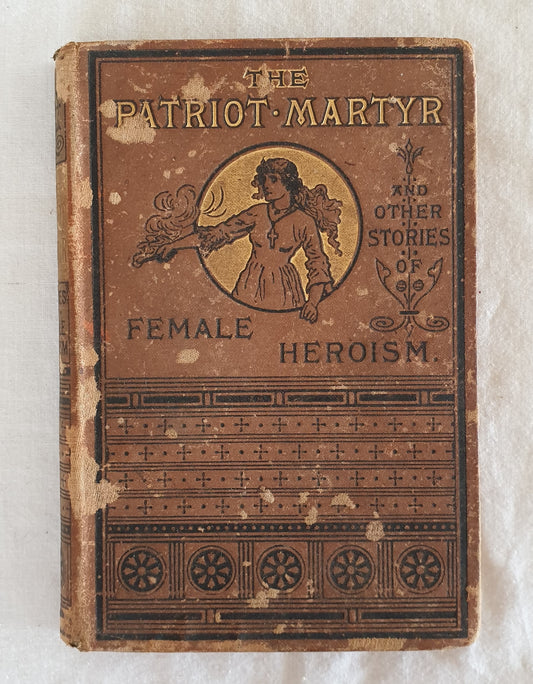 THE
PATRIOT·MARTYR
AND
OTHER
STORIES
OF
FEMALE
HEROISM.